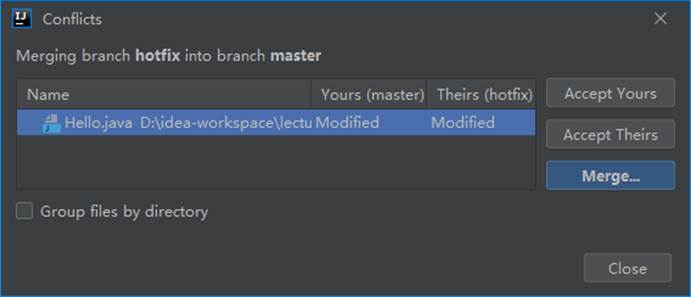 Conflicts
Merging branch hotfix into branch master
Name Yours (master) Theirs (hotfix)
Accept Yours
Hello.java D:\idea-workspace\lectu Modified Modified
Accept Theirs
Merge...
Group files by directory
Close